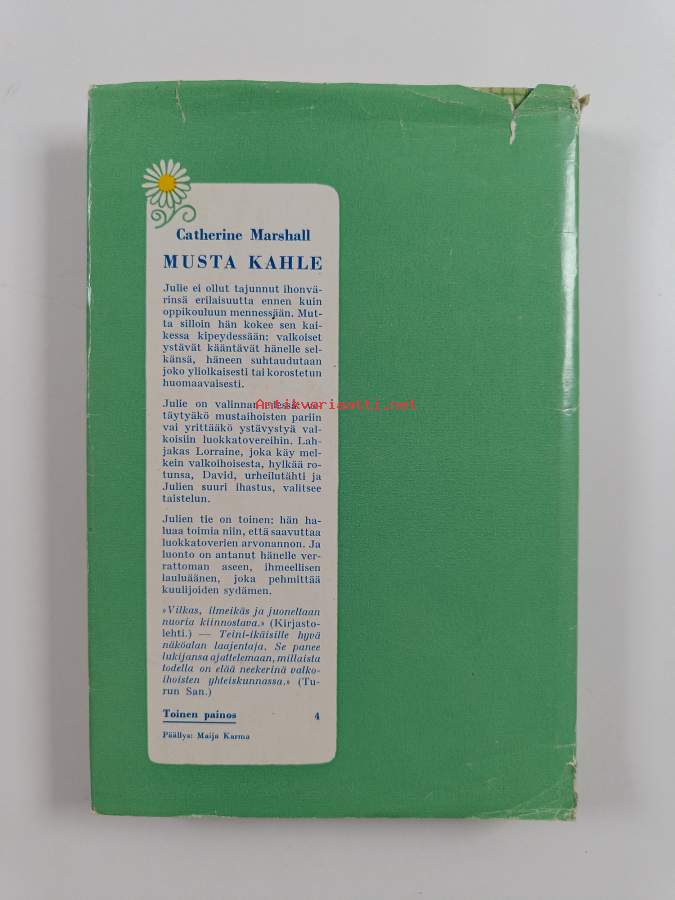 Catherine Marshall
MUSTA KAHLE
Julie ei ollut tajunnut ihonvä-
rinsä erilaisuutta ennen kuin
oppikouluun mennessään. Mut-
ta silloin hän kokee sen kai-
kessa kipeydessään: valkoiset
ystävät kääntävät hänelle sel-
känsä, häneen suhtaudutaan
joko yliolkaisesti tai korostetun
huomaavaisesti.
Julie on valinnan
Antikvariaatti.net
täytyäkö mustaihoisten pariin
vai yrittääkö ystävystyä val-
koisiin luokkatovereihin. Lah-
jakas Lorraine, joka käy mel-
kein valkoihoisesta, hylkää ro-
tunsa, David, urheilutähti ja
Julien suuri ihastus, valitsee
taistelun.
Julien tie on toinen: hän ha-
luaa toimia niin, että saavuttaa
luokkatoverien arvonannon. Ja
luonto on antanut hänelle ver-
rattoman aseen, ihmeellisen
lauluäänen, joka pehmittää
kuulijoiden sydämen.
»Vilkas, ilmeikäs ja juonellaan
nuoria kiinnostava.» (Kirjasto-
lehti.) — Teini-ikäisille hyvä
näköalan laajentaja. Se panee
lukijansa ajattelemaan, millaista
todella on elää neekerinä valko-
ihoisten yhteiskunnassa.» (Tu-
run San.)
Toinen painos 4
Päällys: Maija Karma